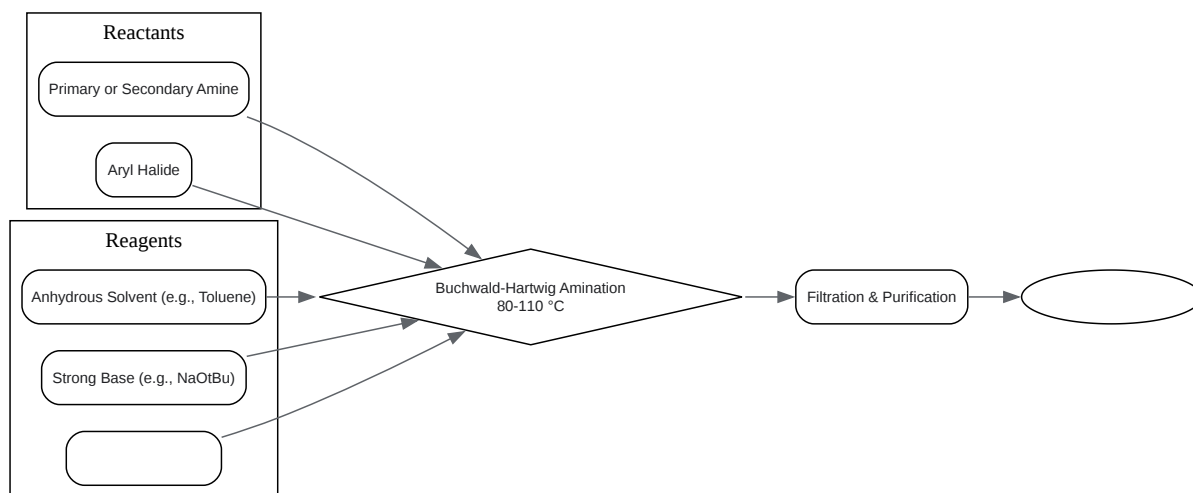 Reactants
Primary or Secondary Amine
Aryl Halide
Reagents
Anhydrous Solvent (e.g., Toluene)
Strong Base (e.g., NaOtBu)
Buchwald-Hartwig Amination
80-110 °C
Filtration & Purification